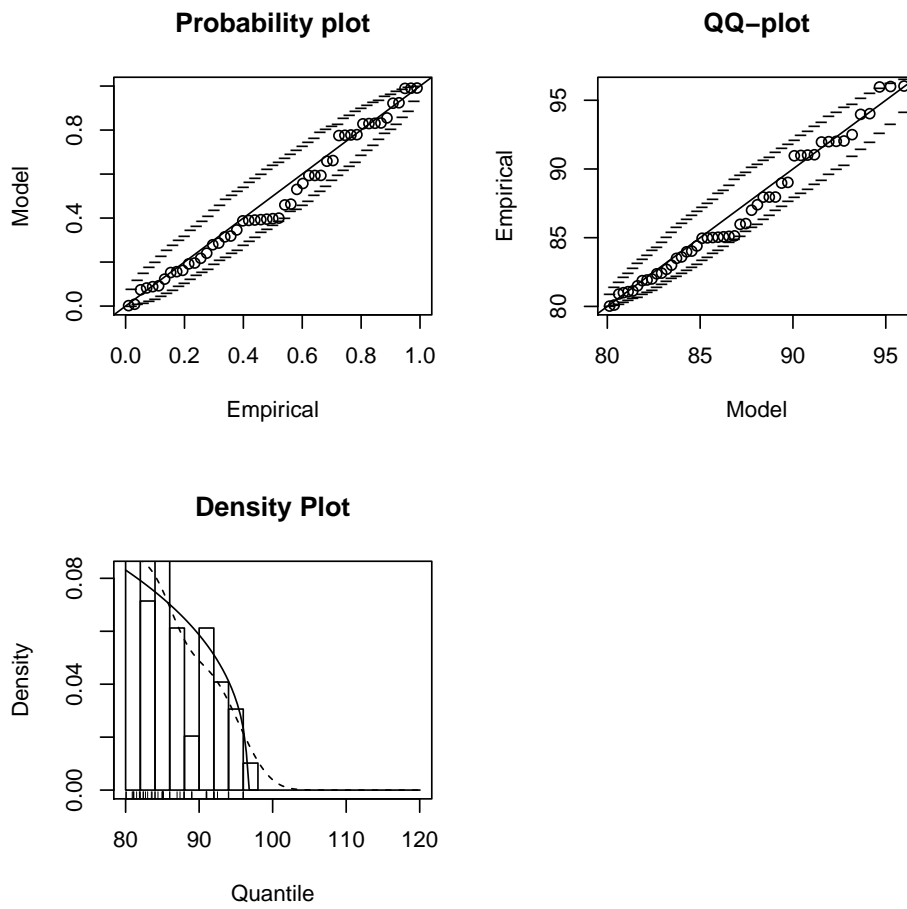 Probability plot
0.0 0.4 0.8
Model
0.0 0.2 0.4 0.6 0.8 1.0
Empirical
QQ−plot
80 85 90 95
Empirical
80 85 90 95
Model
Density Plot
0.00 0.04 0.08
Density
80 90 100 110 120
Quantile